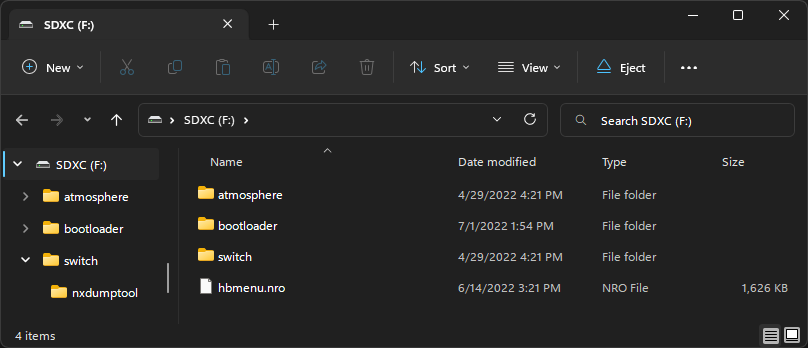 SDXC (F:)
New Sort View Eject
SDXC (F:) Search SDXC (F:)
SDXC (F:)
atmosphere
bootloader
switch
nxdumptool
Name Date modified Type Size
atmosphere 4/29/2022 4:21 PM File folder
bootloader 7/1/2022 1:54 PM File folder
switch 4/29/2022 4:21 PM File folder
hbmenu.nro 6/14/2022 3:21 PM NRO File 1,626 KB
4 items